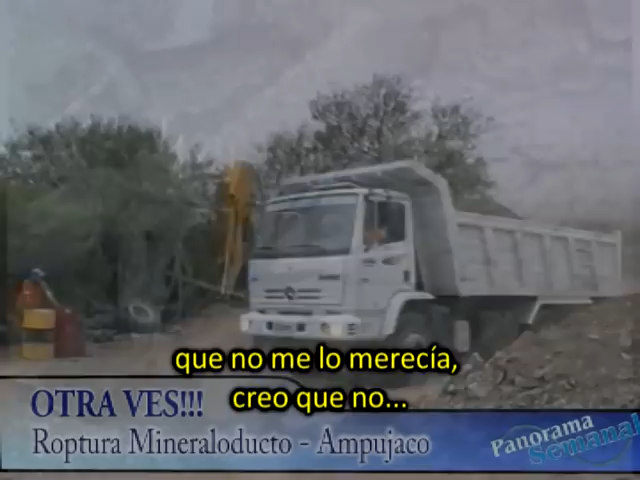 que no me lo merecía,
creo que no...
OTRA VES!!!
Roptura Mineraloducto - Ampujaco
Panorama
Semanal